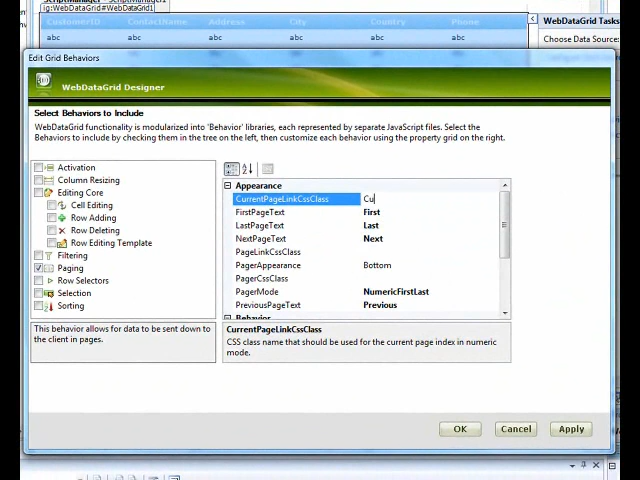 ig:WebDataGrid#WebDataGrid1
CustomerID ContactName Address City Country Phone
WebDataGrid Tasks
abc abc abc abc abc abc
Choose Data Source:
Edit Grid Behaviors
WebDataGrid Designer
Select Behaviors to Include
WebDataGrid functionality is modularized into 'Behavior' libraries, each represented by separate JavaScript files. Select the
Behaviors to include by checking them in the tree on the left, then customize each behavior using the property grid on the right.
Activation
Column Resizing
Editing Core
Cell Editing
Row Adding
Row Deleting
Row Editing Template
Filtering
Paging
Row Selectors
Selection
Sorting
This behavior allows for data to be sent down to
the client in pages.
Appearance
CurrentPageLinkCssClass Cu
FirstPageText First
LastPageText Last
NextPageText Next
PageLinkCssClass
PagerAppearance Bottom
PagerCssClass
PagerMode NumericFirstLast
PreviousPageText Previous
Behavior
CurrentPageLinkCssClass
CSS class name that should be used for the current page index in numeric
mode.
OK Cancel Apply